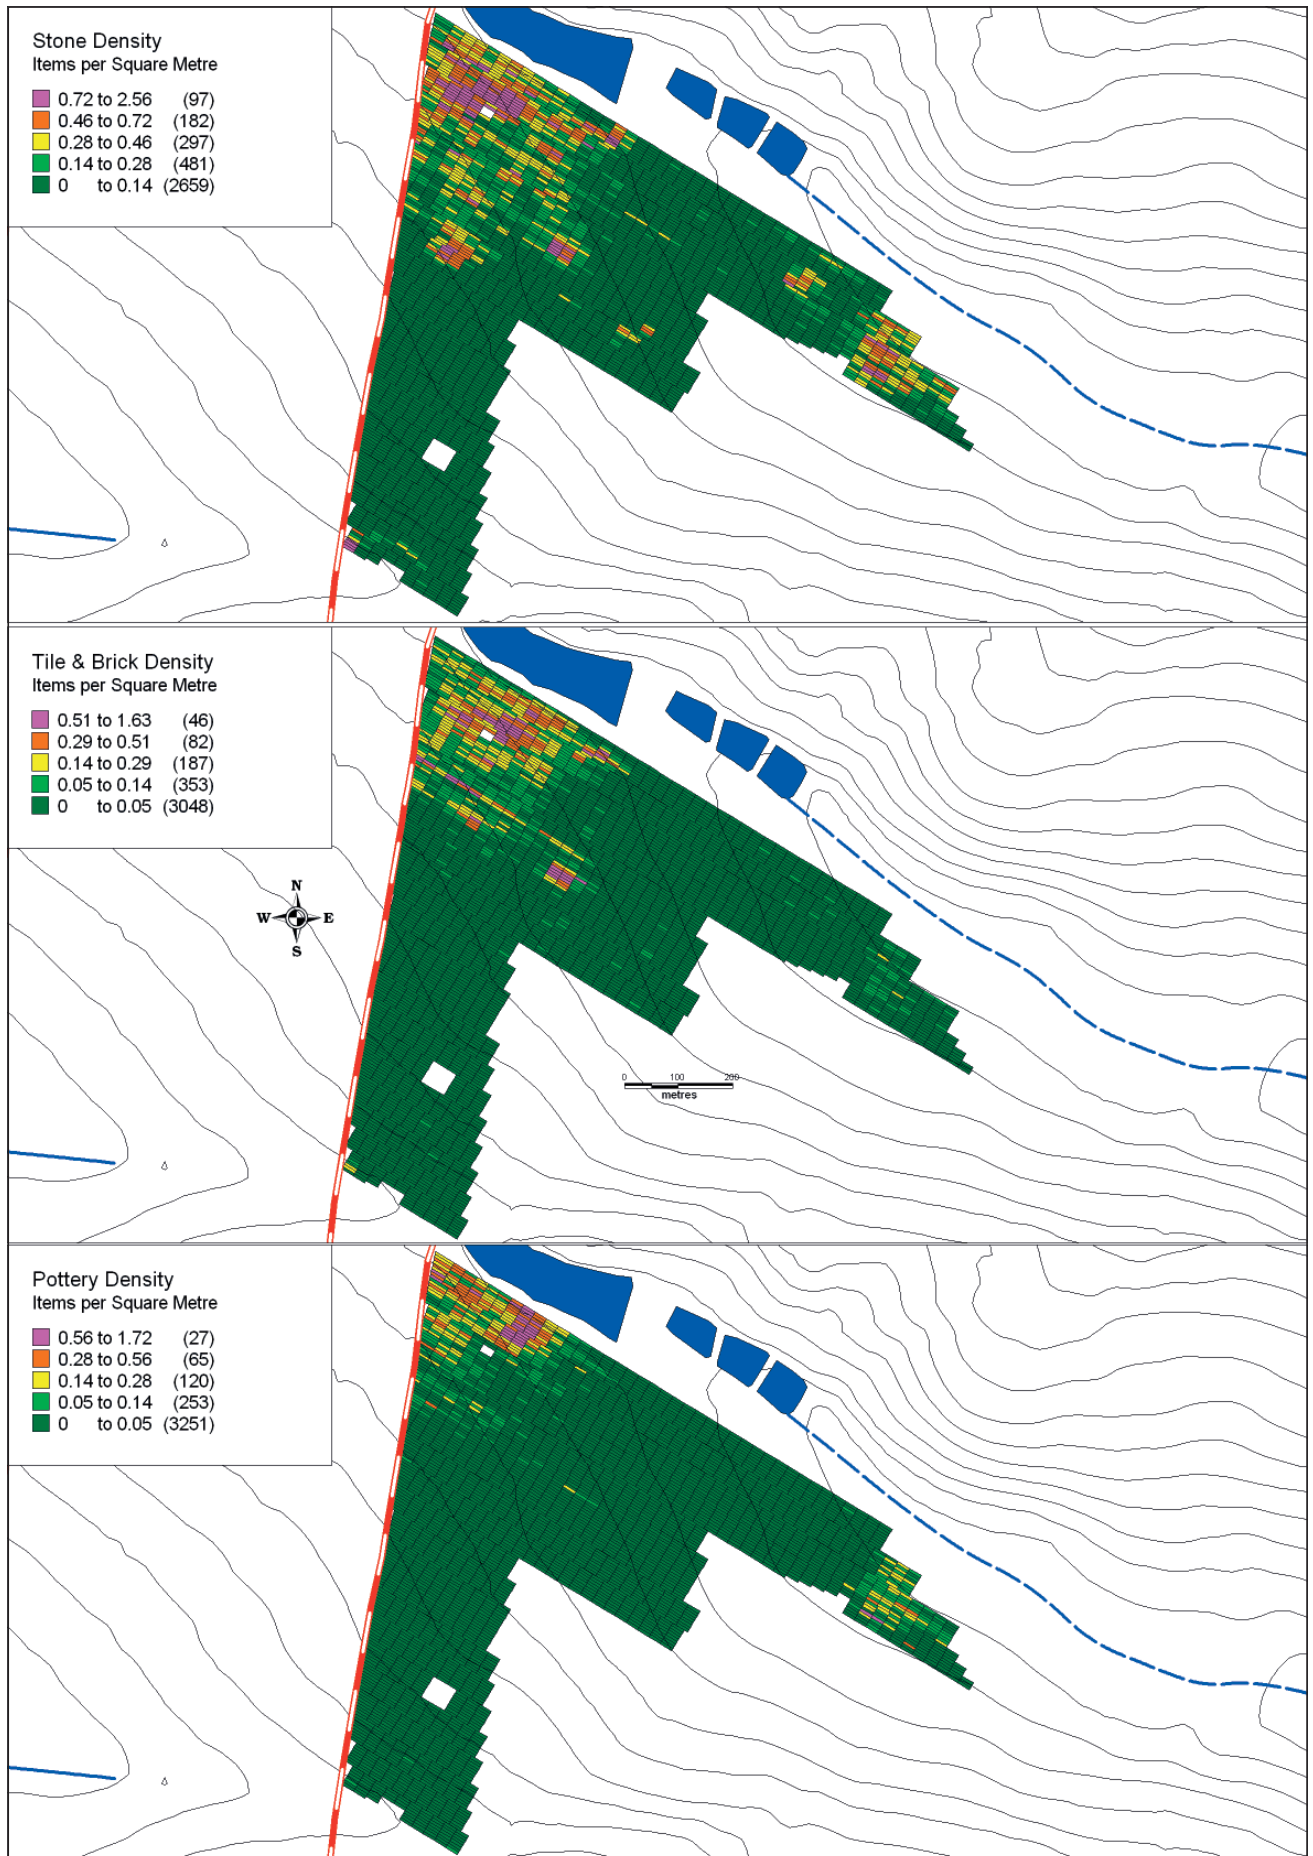 Stone Density
Items per Square Metre
0.72 to 2.56 (97)
0.46 to 0.72 (182)
0.28 to 0.46 (297)
0.14 to 0.28 (481)
0 to 0.14 (2659)
Tile & Brick Density
Items per Square Metre
0.51 to 1.63 (46)
0.29 to 0.51 (82)
0.14 to 0.29 (187)
0.05 to 0.14 (353)
0 to 0.05 (3048)
N
W E
S
0 100 200
metres
Pottery Density
Items per Square Metre
0.56 to 1.72 (27)
0.28 to 0.56 (65)
0.14 to 0.28 (120)
0.05 to 0.14 (253)
0 to 0.05 (3251)